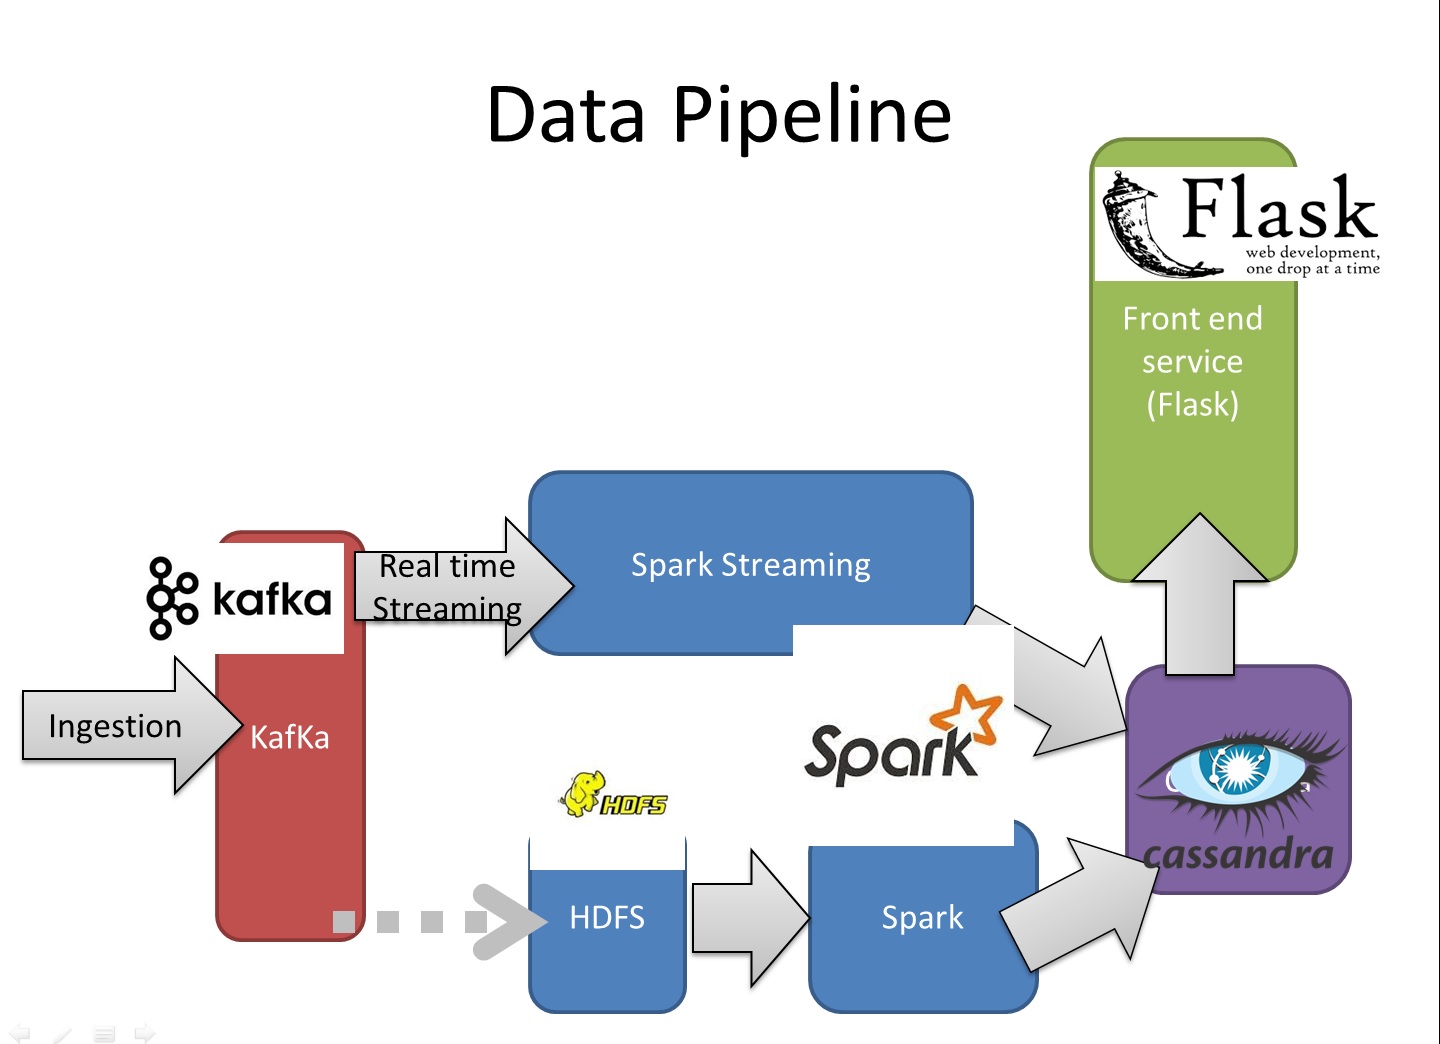 Data Pipeline
Flask
web development,
one drop at a time
Front end
service
(Flask)
Spark Streaming
Real time
Streaming
kafka
Ingestion
KafKa
Spark
HDFS
HDFS
Spark
cassandra